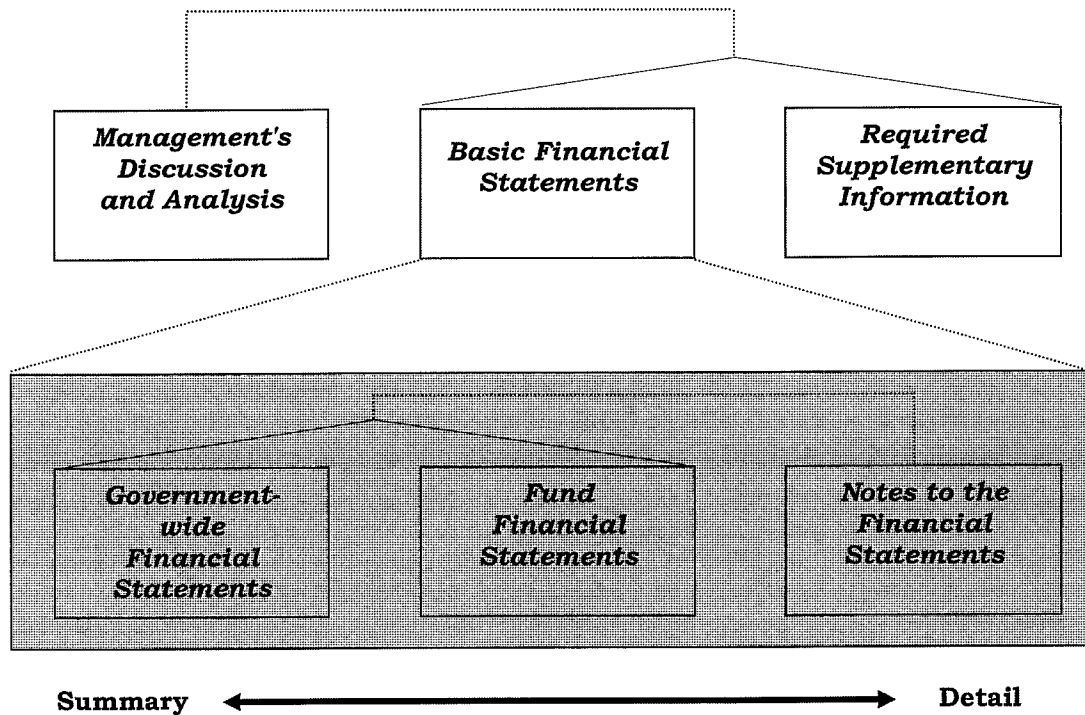 Management's
Discussion
and Analysis
Basic Financial
Statements
Required
Supplementary
Information
Government-
wide
Financial
Statements
Fund
Financial
Statements
Notes to the
Financial
Statements
Summary
Detail